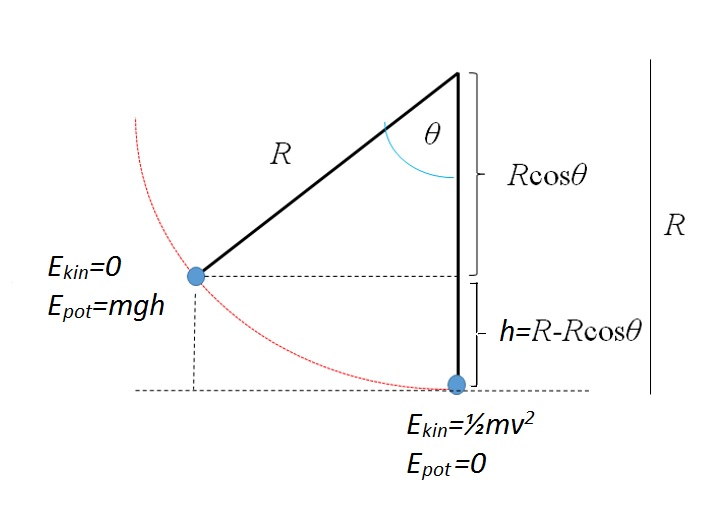 θ
R
Rcosθ
R
E_kin=0
E_pot=mgh
h=R-Rcosθ
E_kin=½mv²
E_pot=0